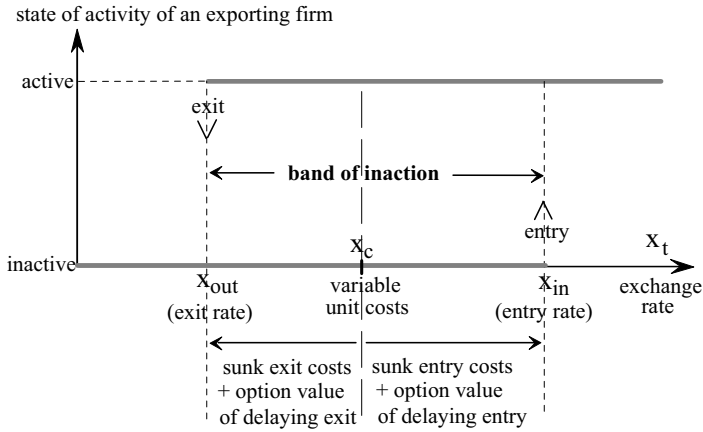 state of activity of an exporting firm
active
exit
band of inaction
entry
inactive
x_c
x_t
x_out
(exit rate)
variable
unit costs
x_in
(entry rate)
exchange
rate
sunk exit costs
+ option value
of delaying exit
sunk entry costs
+ option value
of delaying entry